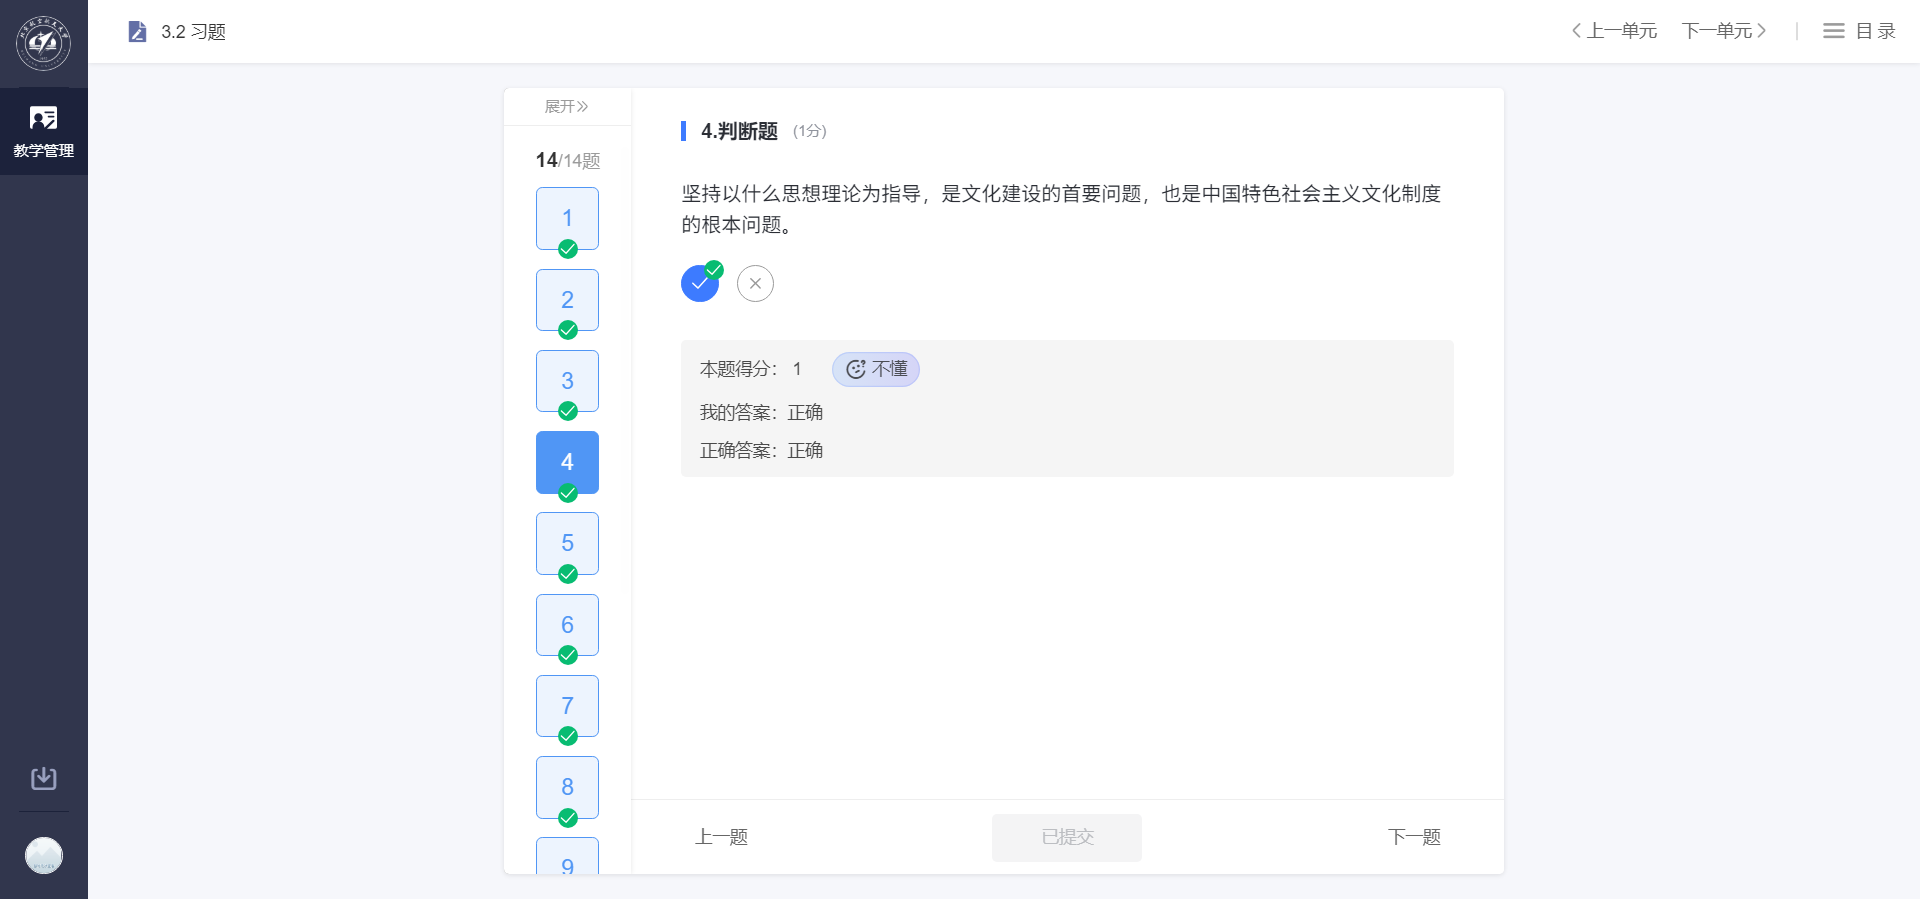 3.2 习题
上一单元
下一单元
目录
教学管理
展开
14/14题
1
2
3
4
5
6
7
8
9
4.判断题 (1分)
坚持以什么思想理论为指导，是文化建设的首要问题，也是中国特色社会主义文化制度
的根本问题。
本题得分： 1 不懂
我的答案：正确
正确答案：正确
上一题
已提交
下一题